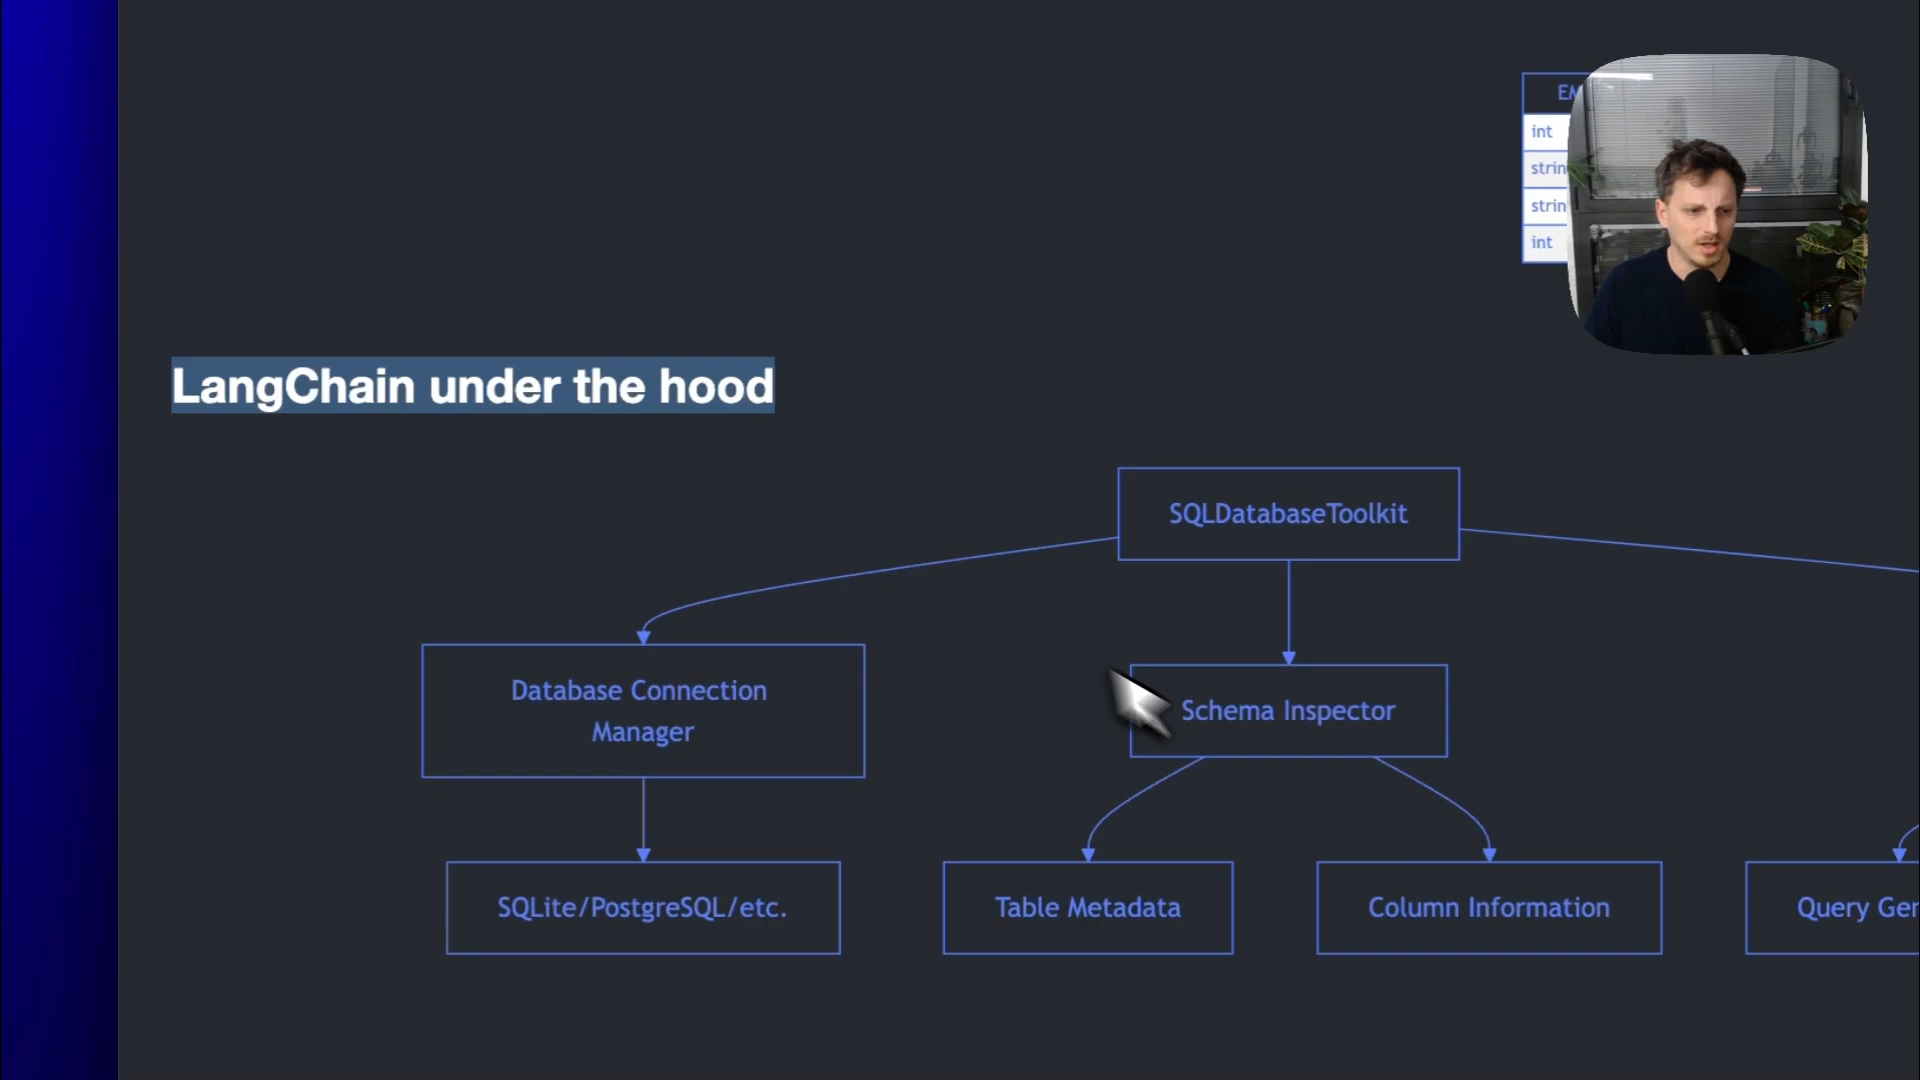 int
int
LangChain under the hood
SQLDatabaseToolkit
Database Connection
Manager
Schema Inspector
SQLite/PostgreSQL/etc.
Table Metadata
Column Information
Query